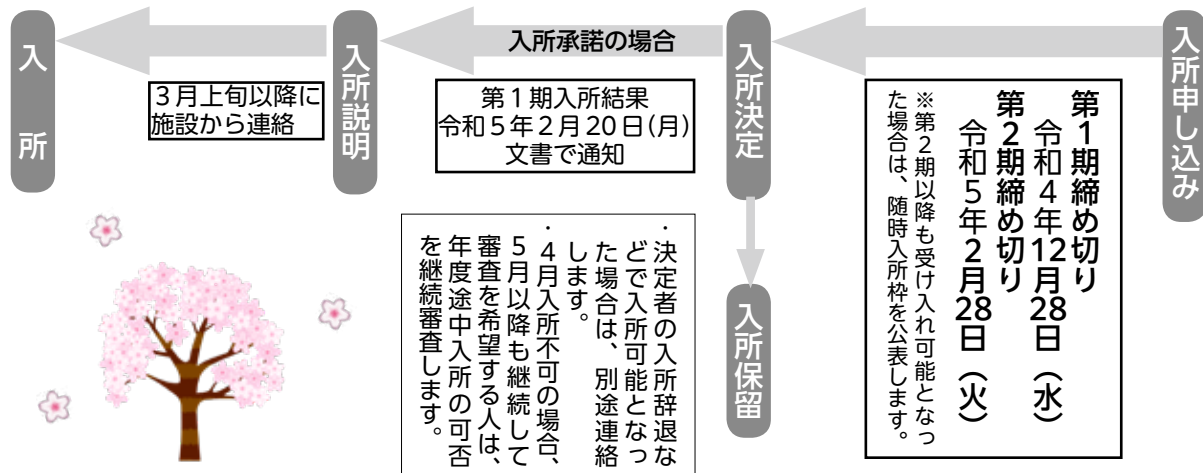 入所申し込み
第1期締め切り
令和4年12月28日（水）
第2期締め切り
令和5年2月28日（火）
※第2期以降も受け入れ可能となっ
た場合は、随時入所枠を公表します。
入所決定
入所保留
入所承諾の場合
第1期入所結果
令和5年2月20日(月)
文書で通知
・決定者の入所辞退な
どで入所可能となっ
た場合は、別途連絡
します。
・4月入所不可の場合、
5月以降も継続して
審査を希望する人は、
年度途中入所の可否
を継続審査します。
入所説明
3月上旬以降に
施設から連絡
入所